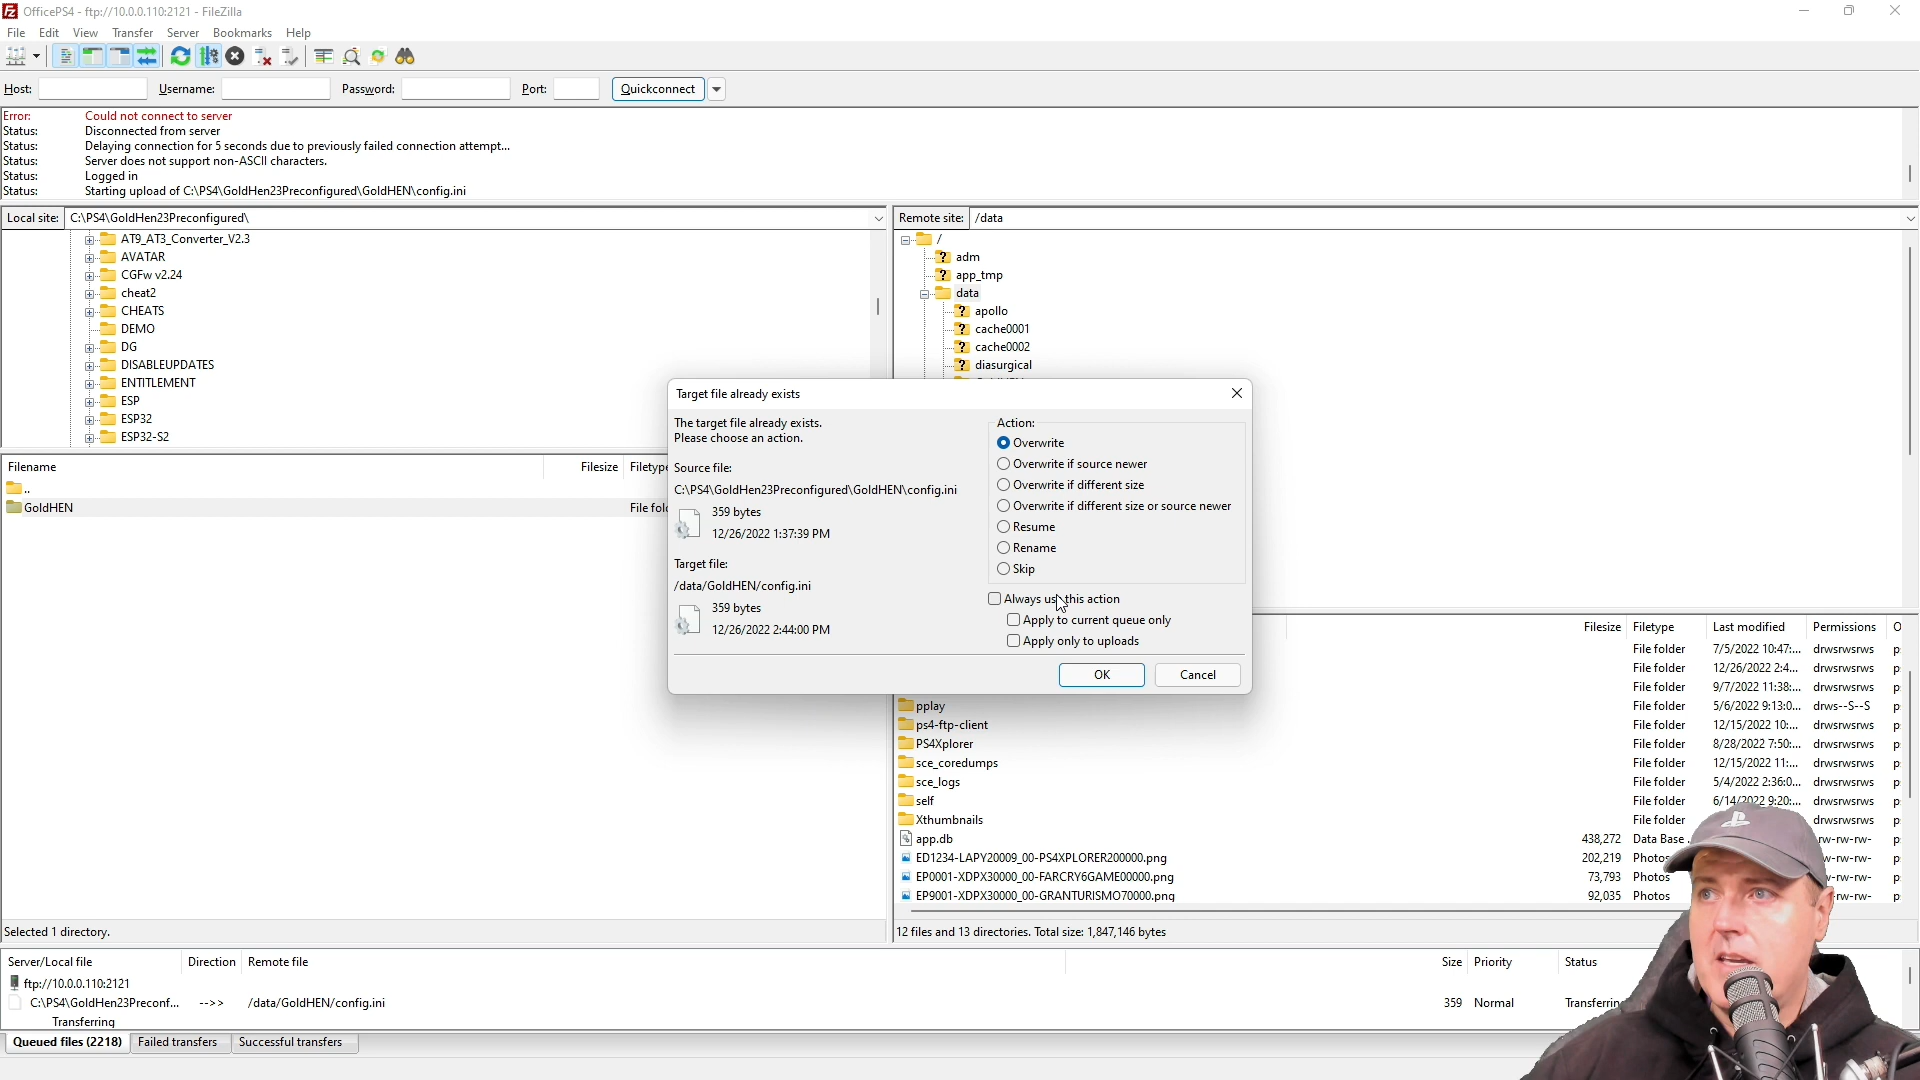 OfficePS4 - ftp://10.0.0.110:2121 - FileZilla
File Edit View Transfer Server Bookmarks Help
Host: Username: Password: Port: Quickconnect
Error: Could not connect to server
Status: Disconnected from server
Status: Delaying connection for 5 seconds due to previously failed connection attempt...
Status: Server does not support non-ASCII characters.
Status: Logged in
Status: Starting upload of C:\PS4\GoldHen23Preconfigured\GoldHEN\config.ini
Local site: C:\PS4\GoldHen23Preconfigured\
AT9_AT3_Converter_V2.3
AVATAR
CGFw v2.24
cheat2
CHEATS
DEMO
DG
DISABLEUPDATES
ENTITLEMENT
ESP
ESP32
ESP32-S2
Remote site: /data
/
adm
app_tmp
data
apollo
cache0001
cache0002
diasurgical
Filename Filesize Filetype
..
GoldHEN File fol
Target file already exists
The target file already exists.
Please choose an action.
Source file:
C:\PS4\GoldHen23Preconfigured\GoldHEN\config.ini
359 bytes
12/26/2022 1:37:39 PM
Target file:
/data/GoldHEN/config.ini
359 bytes
12/26/2022 2:44:00 PM
Action:
Overwrite
Overwrite if source newer
Overwrite if different size
Overwrite if different size or source newer
Resume
Rename
Skip
Always use this action
Apply to current queue only
Apply only to uploads
OK Cancel
Filesize Filetype Last modified Permissions O
File folder 7/5/2022 10:47:... drwsrwsrws p
File folder 12/26/2022 2:4... drwsrwsrws p
File folder 9/7/2022 11:38:... drwsrwsrws p
pplay File folder 5/6/2022 9:13:0... drws--S--S p
ps4-ftp-client File folder 12/15/2022 10:... drwsrwsrws p
PS4Xplorer File folder 8/28/2022 7:50:... drwsrwsrws p
sce_coredumps File folder 12/15/2022 11:... drwsrwsrws p
sce_logs File folder 5/4/2022 2:36:0... drwsrwsrws p
self File folder 6/14/2022 9:20:... drwsrwsrws p
Xthumbnails File folder drwsrwsrws p
app.db 438,272 Data Base rw-rw-rw- p
ED1234-LAPY20009_00-PS4XPLORER200000.png 202,219 Photos rw-rw- p
EP0001-XDPX30000_00-FARCRY6GAME00000.png 73,793 Photos rw-rw- p
EP9001-XDPX30000_00-GRANTURISMO70000.png 92,035 Photos rw-rw- p
Selected 1 directory.
12 files and 13 directories. Total size: 1,847,146 bytes
Server/Local file Direction Remote file Size Priority Status
ftp://10.0.0.110:2121
C:\PS4\GoldHen23Preconf... -->> /data/GoldHEN/config.ini 359 Normal Transferrin
Transferring
Queued files (2218) Failed transfers Successful transfers